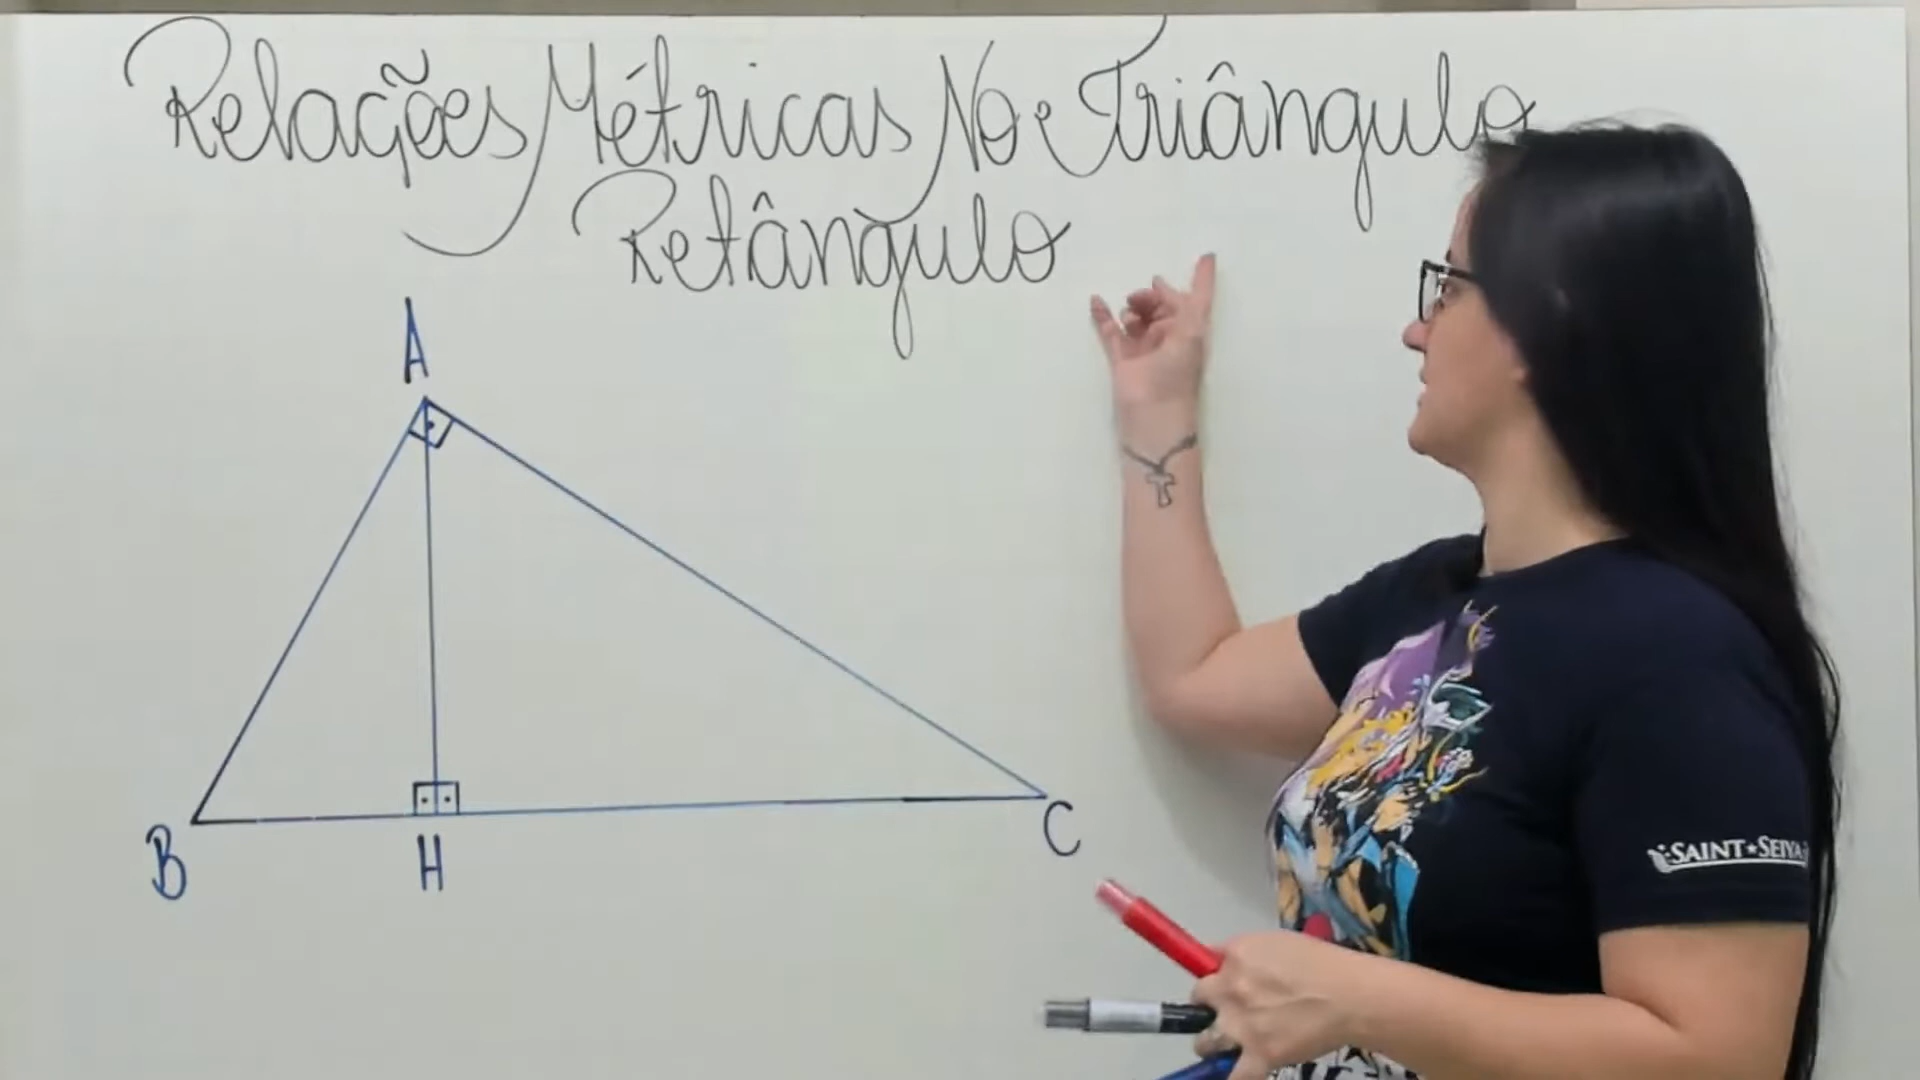 Relações Métricas No Triângulo
Retângulo
A
B
H
C
SAINT★SEIYA